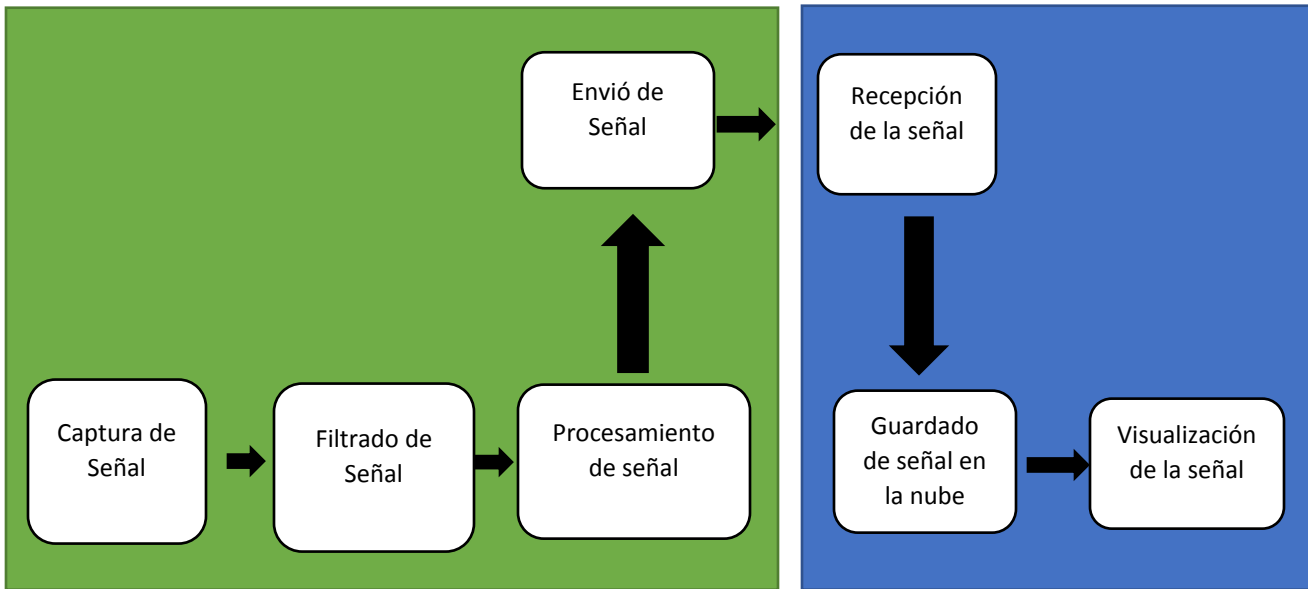 Captura de
Señal
Filtrado de
Señal
Procesamiento
de señal
Envió de
Señal
Recepción
de la señal
Guardado
de señal en
la nube
Visualización
de la señal